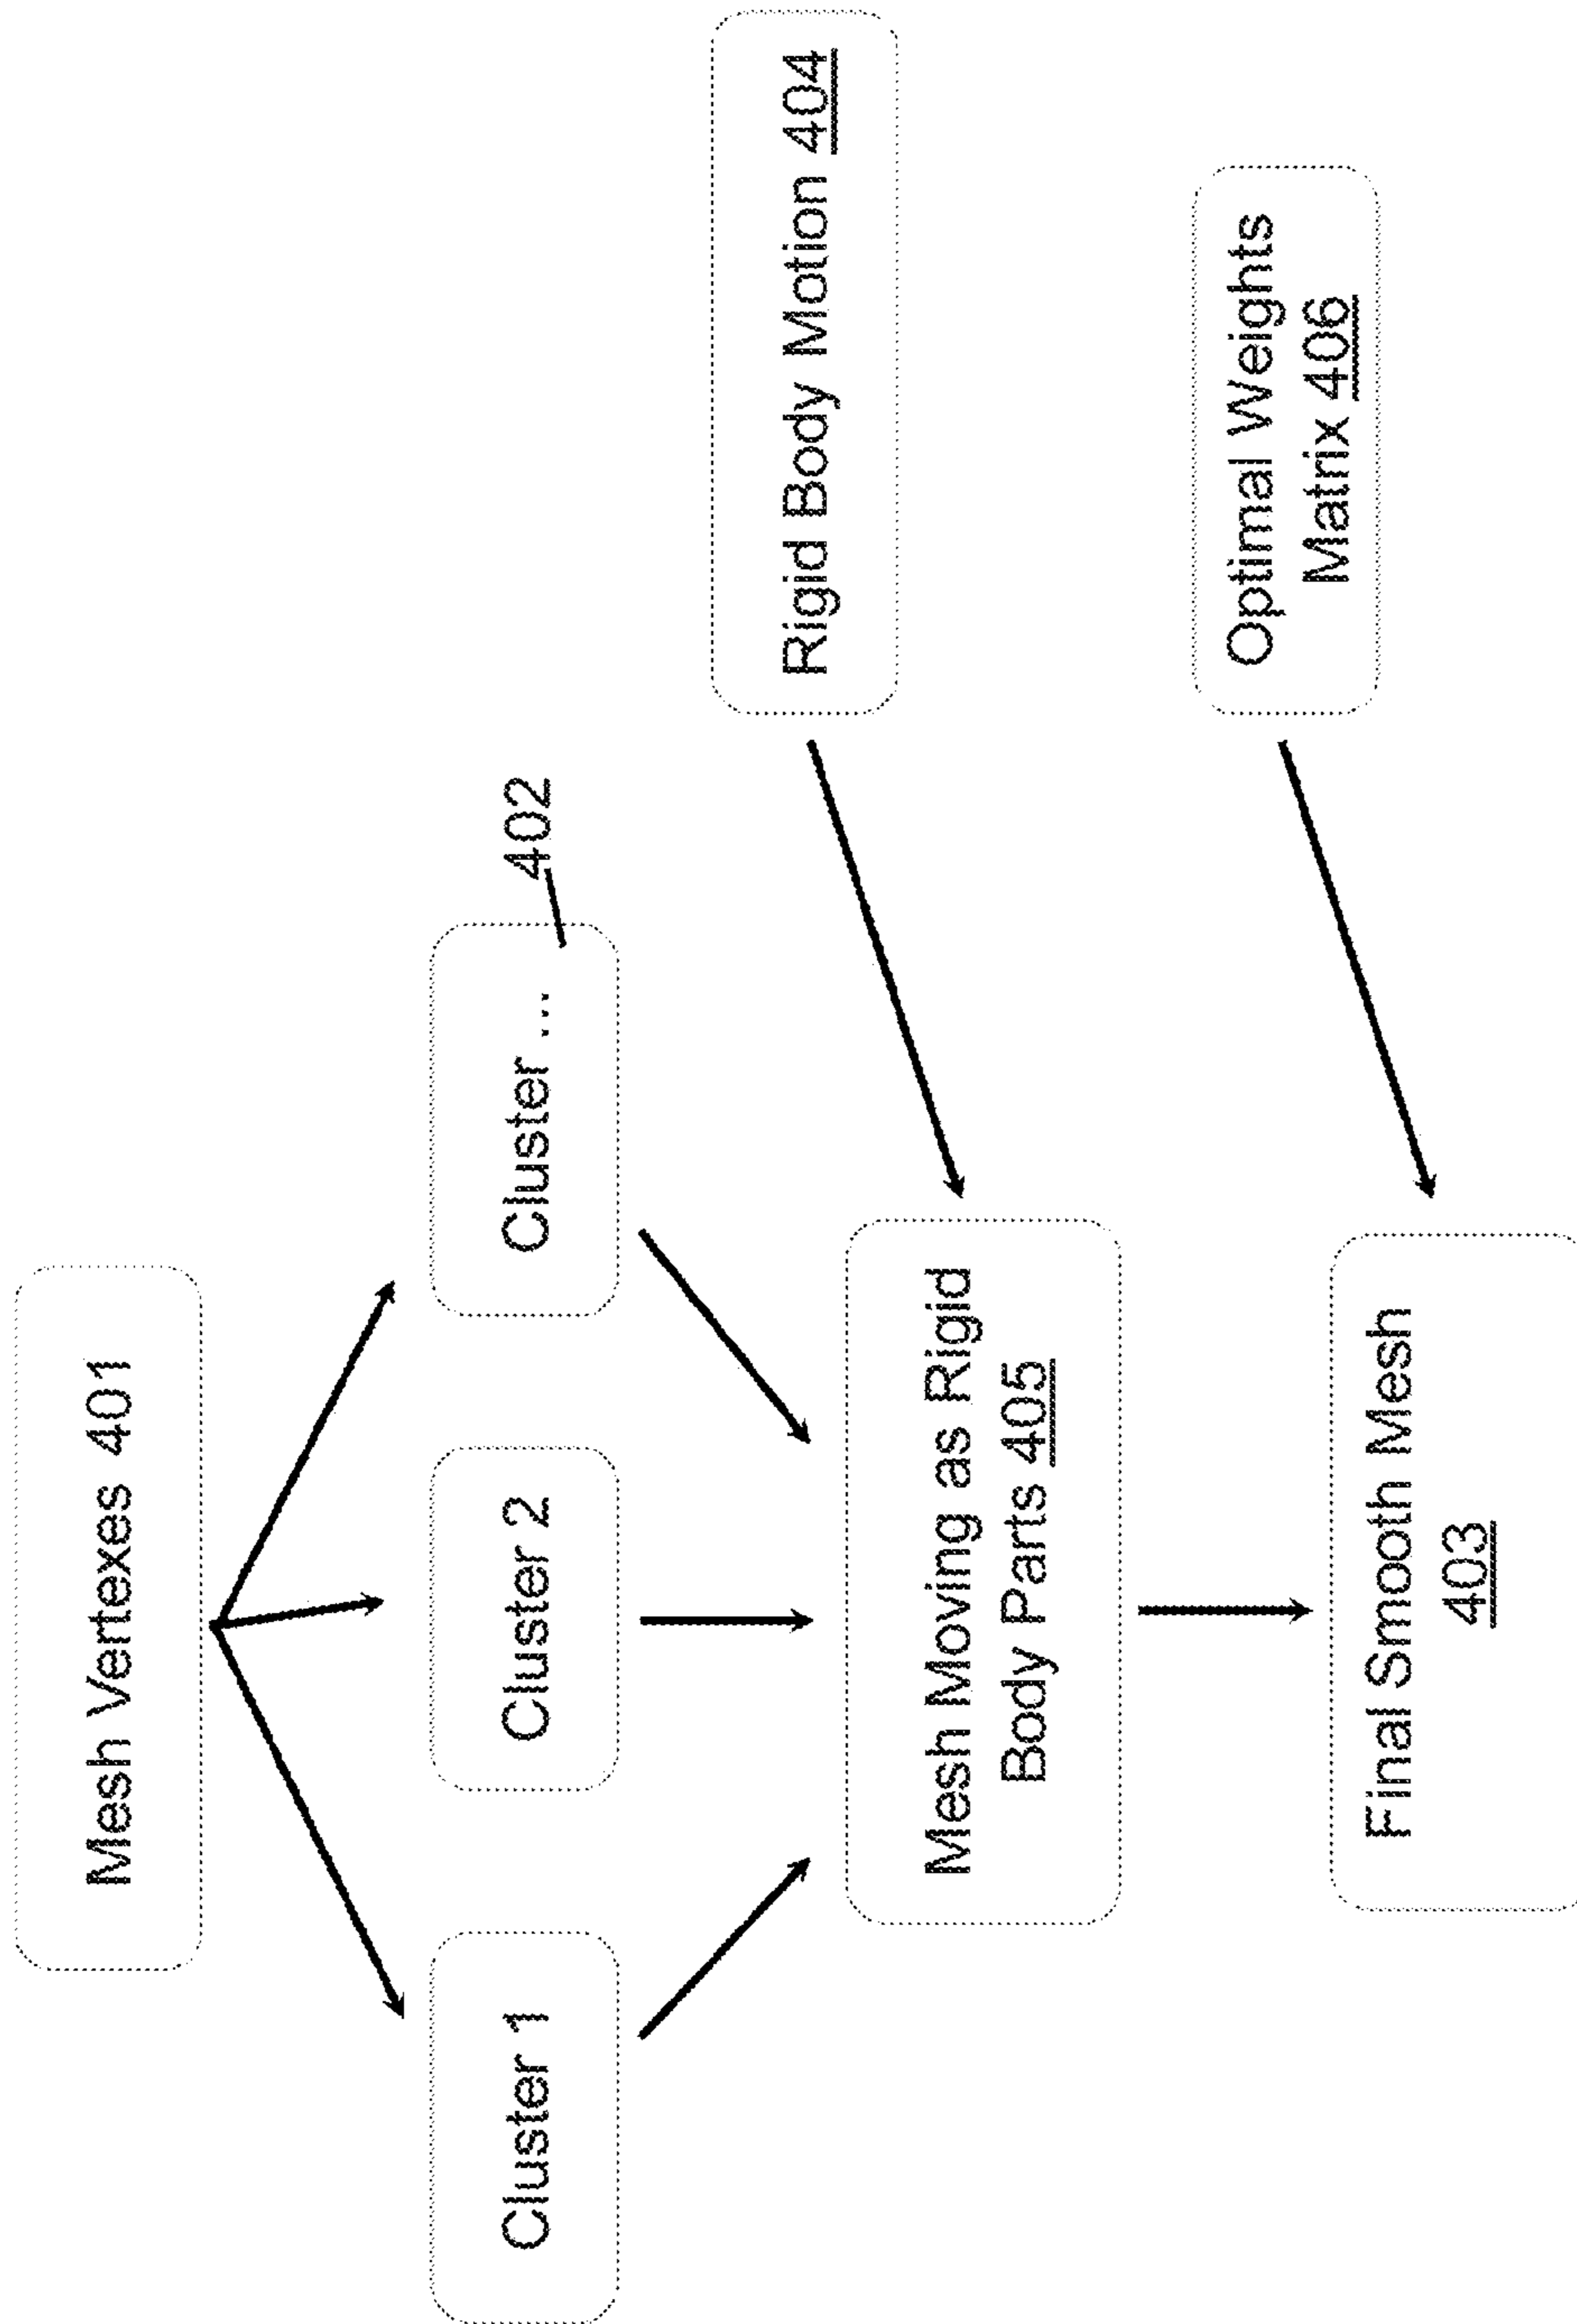 Mesh Vertexes 401
Cluster 1
Cluster 2
Cluster ...
402
Rigid Body Motion 404
Mesh Moving as Rigid
Body Parts 405
Optimal Weights
Matrix 406
Final Smooth Mesh
403